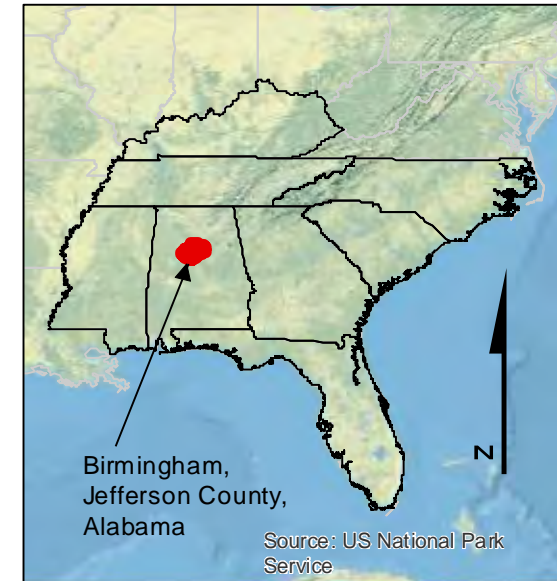 N
Birmingham,
Jefferson County,
Alabama
Source: US National Park
Service